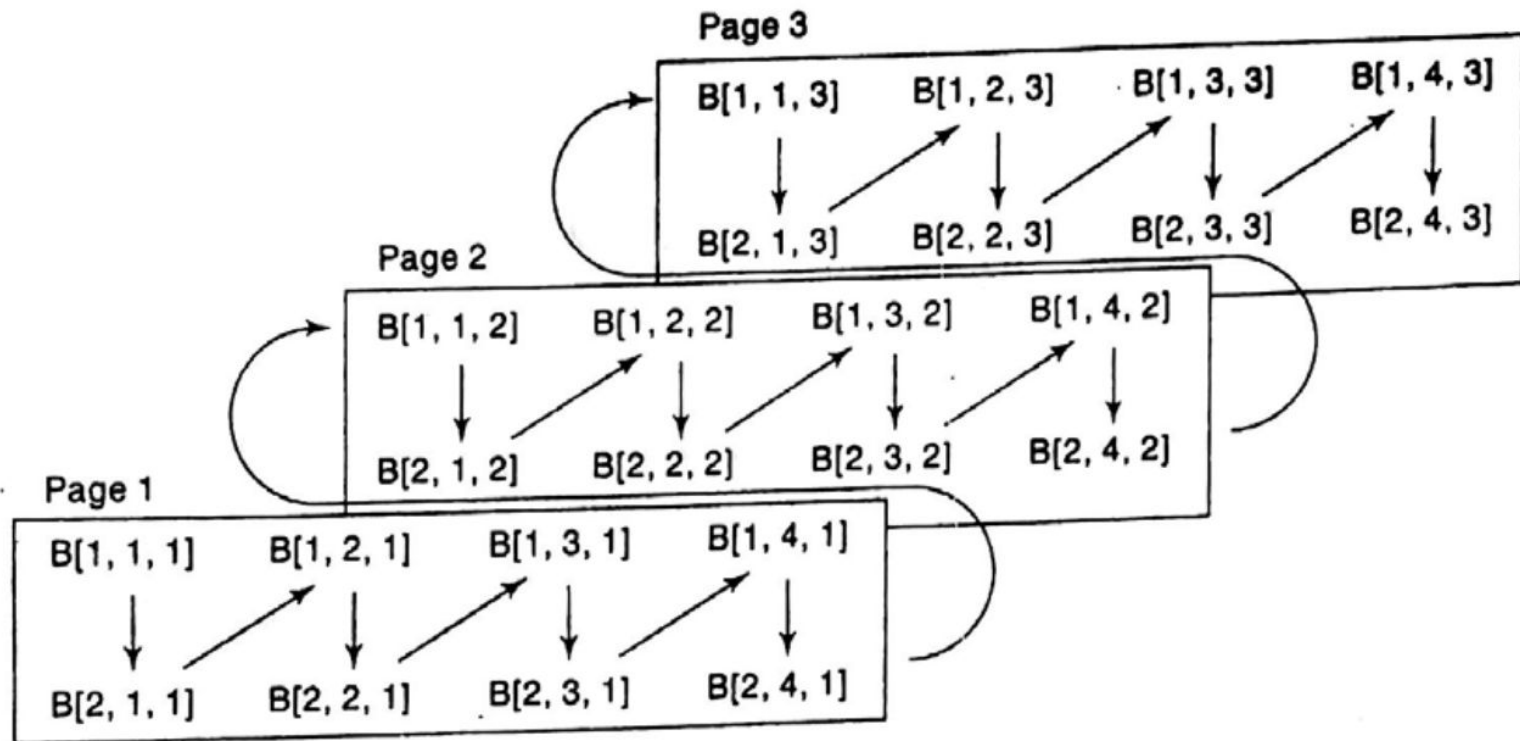 Page 3
B[1, 1, 3] B[1, 2, 3] B[1, 3, 3] B[1, 4, 3]
B[2, 1, 3] B[2, 2, 3] B[2, 3, 3] B[2, 4, 3]
Page 2
B[1, 1, 2] B[1, 2, 2] B[1, 3, 2] B[1, 4, 2]
B[2, 1, 2] B[2, 2, 2] B[2, 3, 2] B[2, 4, 2]
Page 1
B[1, 1, 1] B[1, 2, 1] B[1, 3, 1] B[1, 4, 1]
B[2, 1, 1] B[2, 2, 1] B[2, 3, 1] B[2, 4, 1]